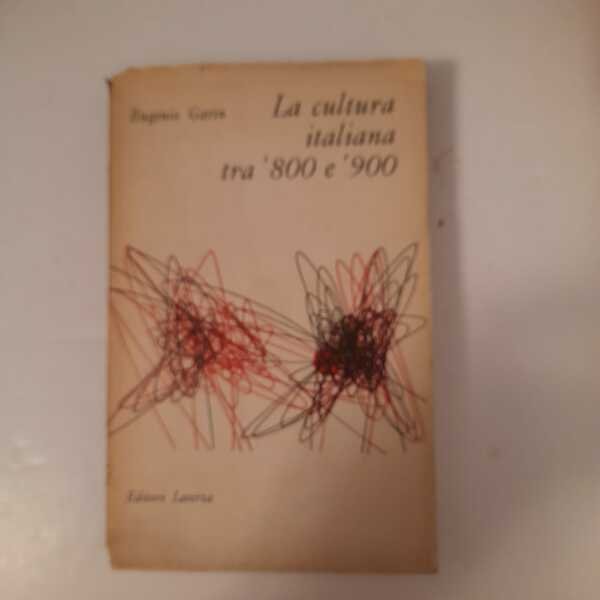 Eugenio Garin
La cultura
italiana
tra '800 e '900
Editori Laterza